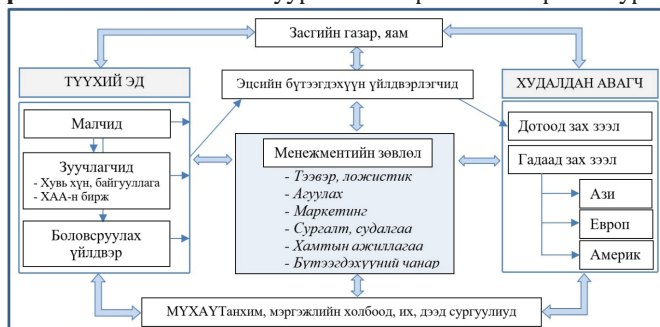 Засгийн газар, яам
ТҮҮХИЙ ЭД
Малчид
Зуучлагчид
- Хувь хүн, байгууллага
- ХАА-н бирж
Боловсруулах
үйлдвэр
Эцсийн бүтээгдэхүүн үйлдвэрлэгчид
Менежментийн зөвлөл
- Тээвэр, ложистик
- Агуулах
- Маркетинг
- Сургалт, судалгаа
- Хамтын ажиллагаа
- Бүтээгдэхүүний чанар
ХУДАЛДАН АВАГЧ
Дотоод зах зээл
Гадаад зах зээл
Ази
Европ
Америк
МҮХАҮТанхим, мэргэжлийн холбоод, их, дээд сургуулиуд